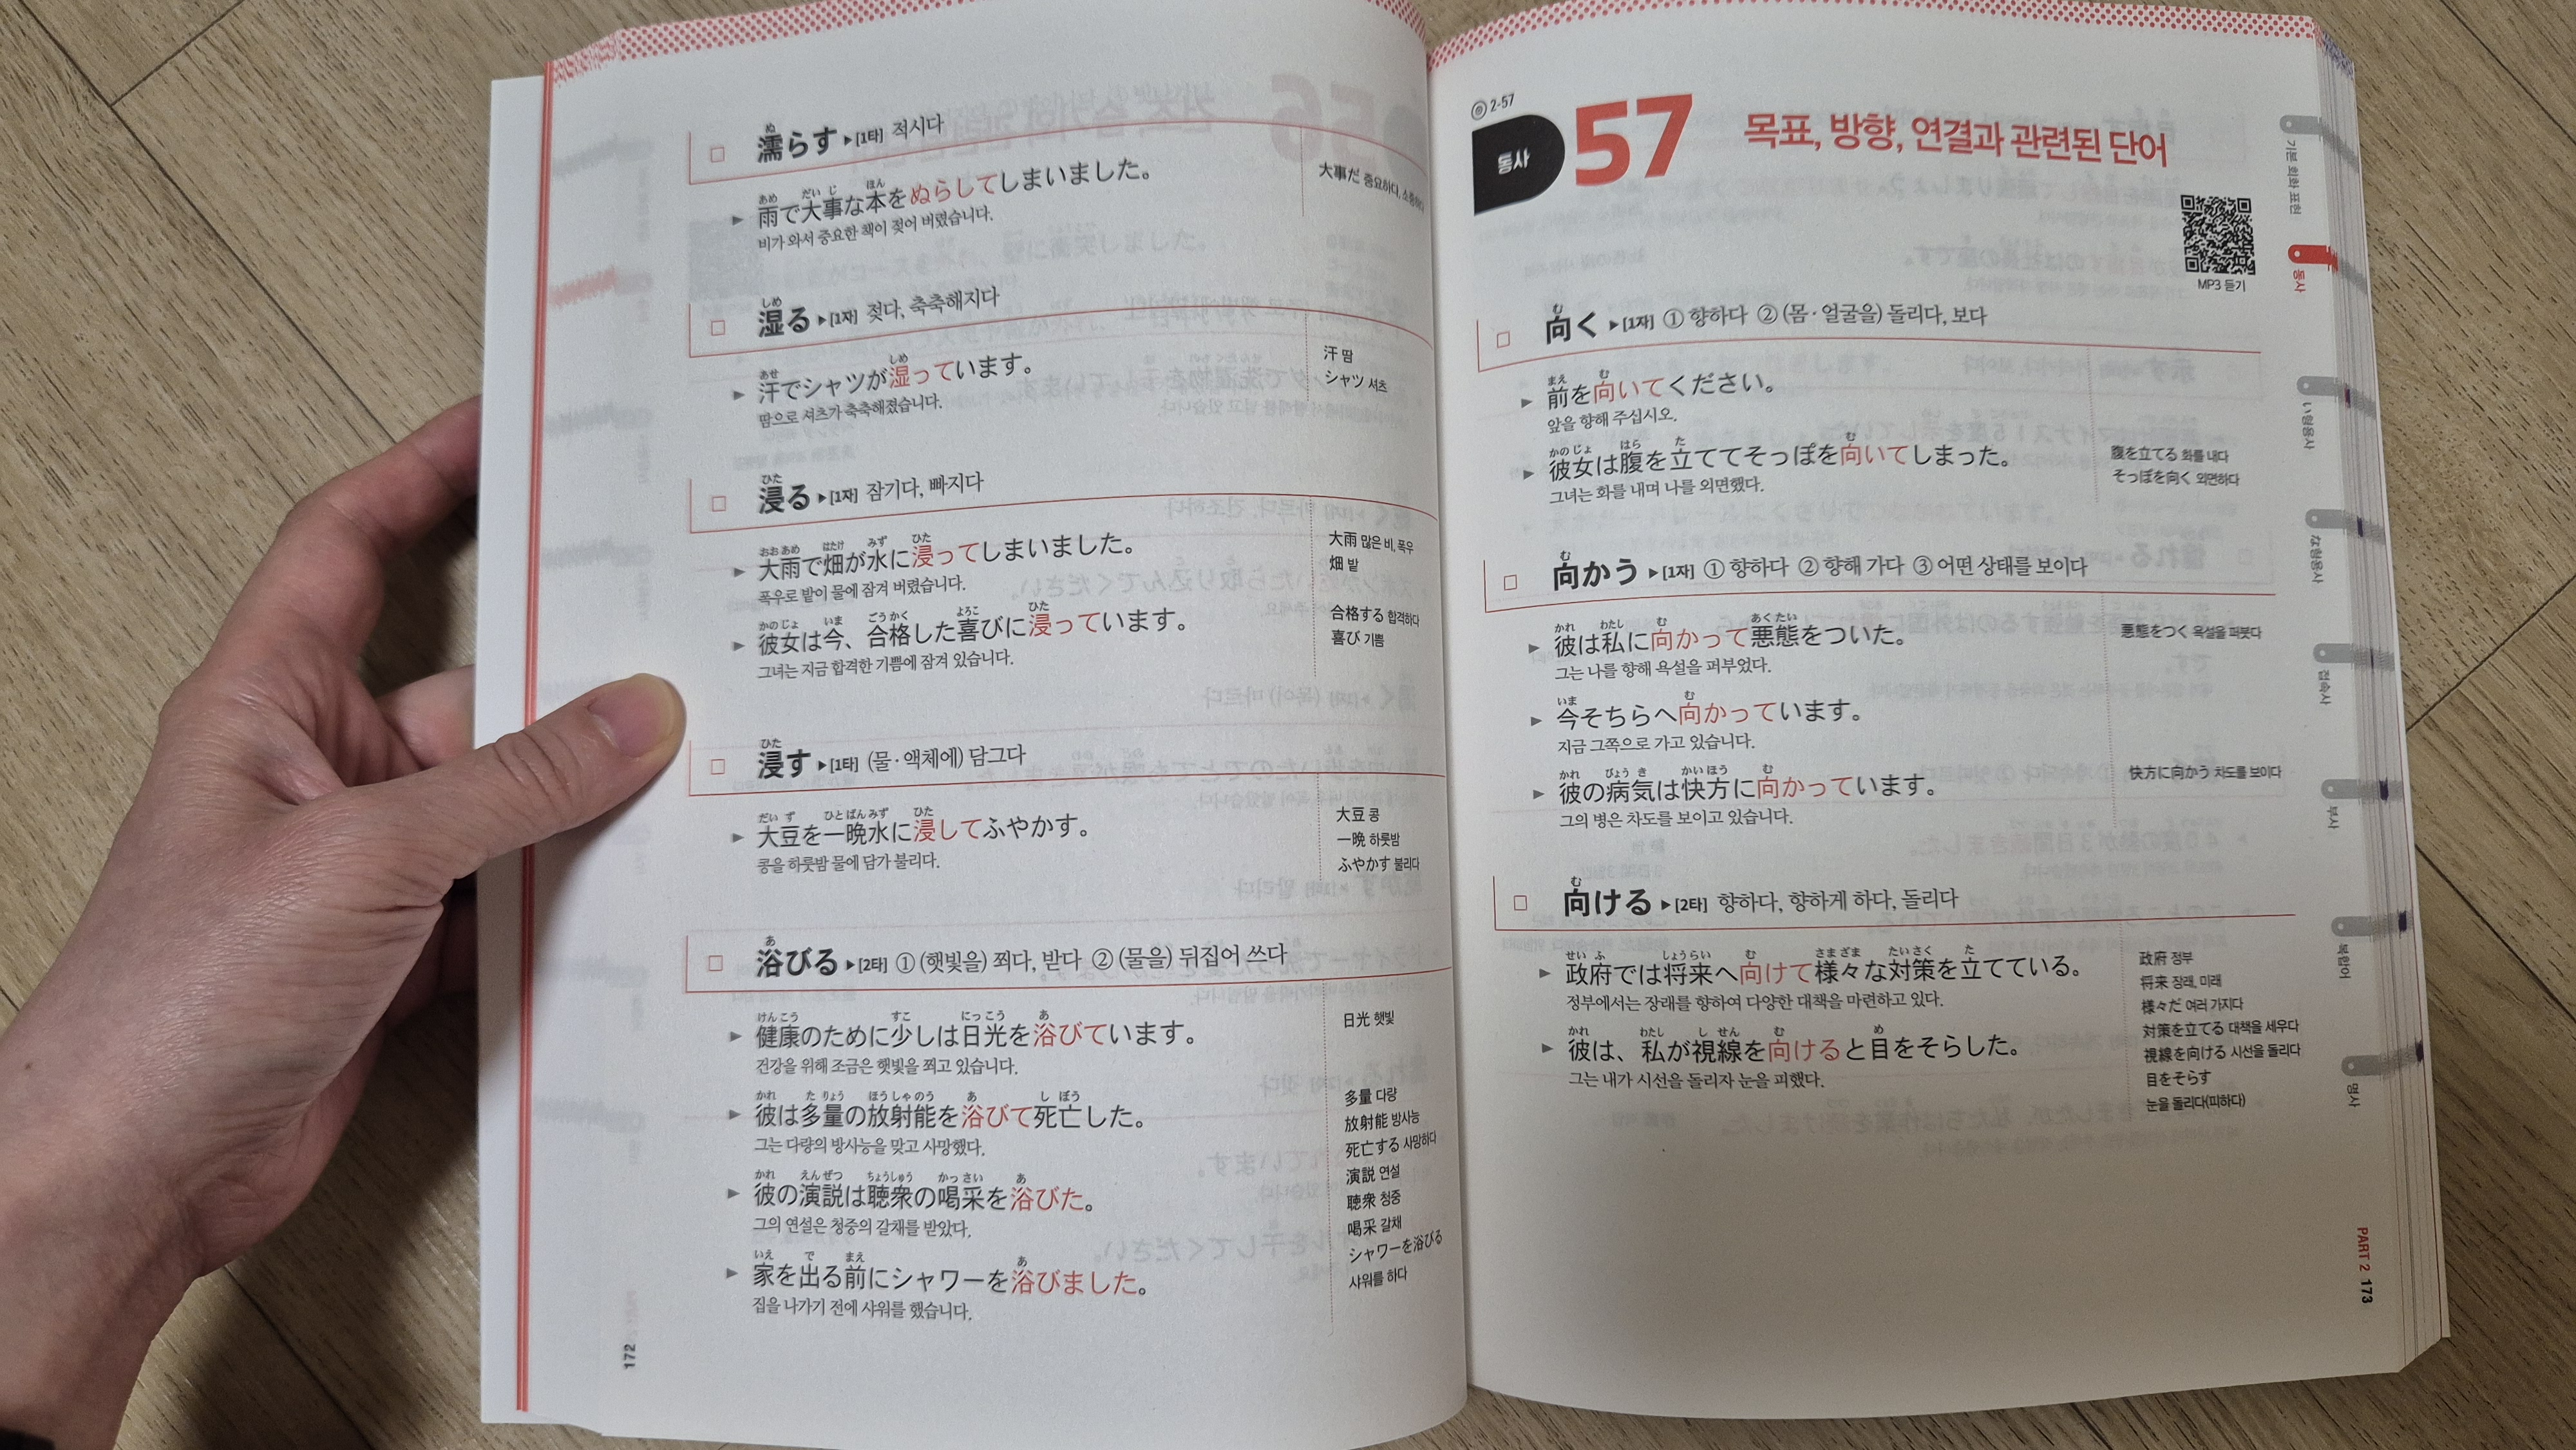 濡らす ▶[1타] 적시다
▶ 雨で大事な本をぬらしてしまいました。
비가 와서 중요한 책이 젖어 버렸습니다.
大事だ 중요하다, 소중하다
湿る ▶[1자] 젖다, 축축해지다
▶ 汗でシャツが湿っています。
땀으로 셔츠가 축축해졌습니다.
汗 땀
シャツ 셔츠
浸る ▶[1자] 잠기다, 빠지다
▶ 大雨で畑が水に浸ってしまいました。
폭우로 밭이 물에 잠겨 버렸습니다.
大雨 많은 비, 폭우
畑 밭
▶ 彼女は今、合格した喜びに浸っています。
그녀는 지금 합격한 기쁨에 잠겨 있습니다.
合格する 합격하다
喜び 기쁨
浸す ▶[1타] (물·액체에) 담그다
▶ 大豆を一晩水に浸してふやかす。
콩을 하룻밤 물에 담가 불리다.
大豆 콩
一晩 하룻밤
ふやかす 불리다
浴びる ▶[2타] ① (햇빛을) 쬐다, 받다 ② (물을) 뒤집어 쓰다
▶ 健康のために少しは日光を浴びています。
건강을 위해 조금은 햇빛을 쬐고 있습니다.
日光 햇빛
▶ 彼は多量の放射能を浴びて死亡した。
그는 다량의 방사능을 맞고 사망했다.
多量 다량
放射能 방사능
死亡する 사망하다
▶ 彼の演説は聴衆の喝采を浴びた。
그의 연설은 청중의 갈채를 받았다.
演説 연설
聴衆 청중
喝采 갈채
▶ 家を出る前にシャワーを浴びました。
집을 나가기 전에 샤워를 했습니다.
シャワーを浴びる
샤워를 하다
172
2-57
동사
57
목표, 방향, 연결과 관련된 단어
MP3 듣기
向く ▶[1자] ① 향하다 ② (몸·얼굴을) 돌리다, 보다
▶ 前を向いてください。
앞을 향해 주십시오.
▶ 彼女は腹を立ててそっぽを向いてしまった。
그녀는 화를 내며 나를 외면했다.
腹を立てる 화를 내다
そっぽを向く 외면하다
向かう ▶[1자] ① 향하다 ② 향해 가다 ③ 어떤 상태를 보이다
▶ 彼は私に向かって悪態をついた。
그는 나를 향해 욕설을 퍼부었다.
悪態をつく 욕설을 퍼붓다
▶ 今そちらへ向かっています。
지금 그쪽으로 가고 있습니다.
▶ 彼の病気は快方に向かっています。
그의 병은 차도를 보이고 있습니다.
快方に向かう 차도를 보이다
向ける ▶[2타] 향하다, 향하게 하다, 돌리다
▶ 政府では将来へ向けて様々な対策を立てている。
정부에서는 장래를 향하여 다양한 대책을 마련하고 있다.
政府 정부
将来 장래, 미래
様々だ 여러 가지다
対策を立てる 대책을 세우다
▶ 彼は、私が視線を向けると目をそらした。
그는 내가 시선을 돌리자 눈을 피했다.
視線を向ける 시선을 돌리다
目をそらす
눈을 돌리다(피하다)
기본 회화 표현
동사
い형용사
な형용사
접속사
부사
복합어
명사
PART 2 173